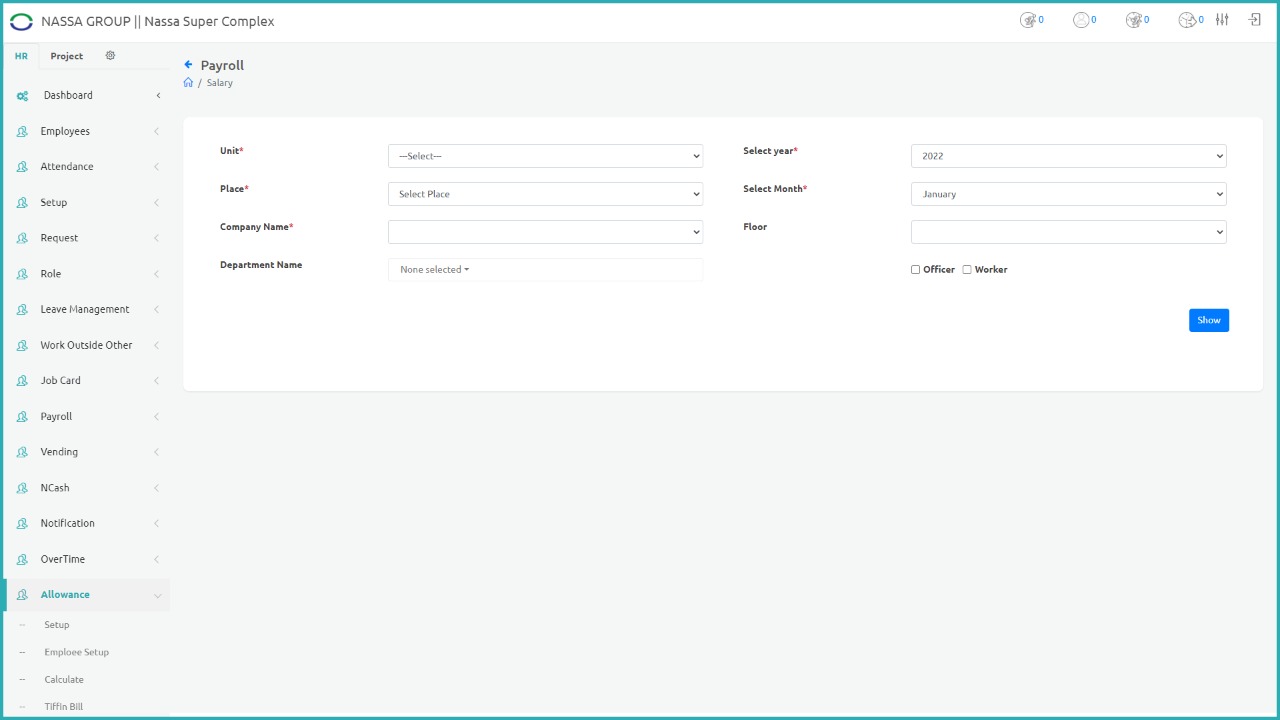 NASSA GROUP || Nassa Super Complex
0 0 0 0
HR Project
Payroll
/ Salary
Dashboard
Employees
Attendance
Setup
Request
Role
Leave Management
Work Outside Other
Job Card
Payroll
Vending
NCash
Notification
OverTime
Allowance
-- Setup
-- Emploee Setup
-- Calculate
-- Tiffin Bill
Unit* ---Select--- Select year* 2022
Place* Select Place Select Month* January
Company Name* Floor
Department Name None selected Officer Worker
Show